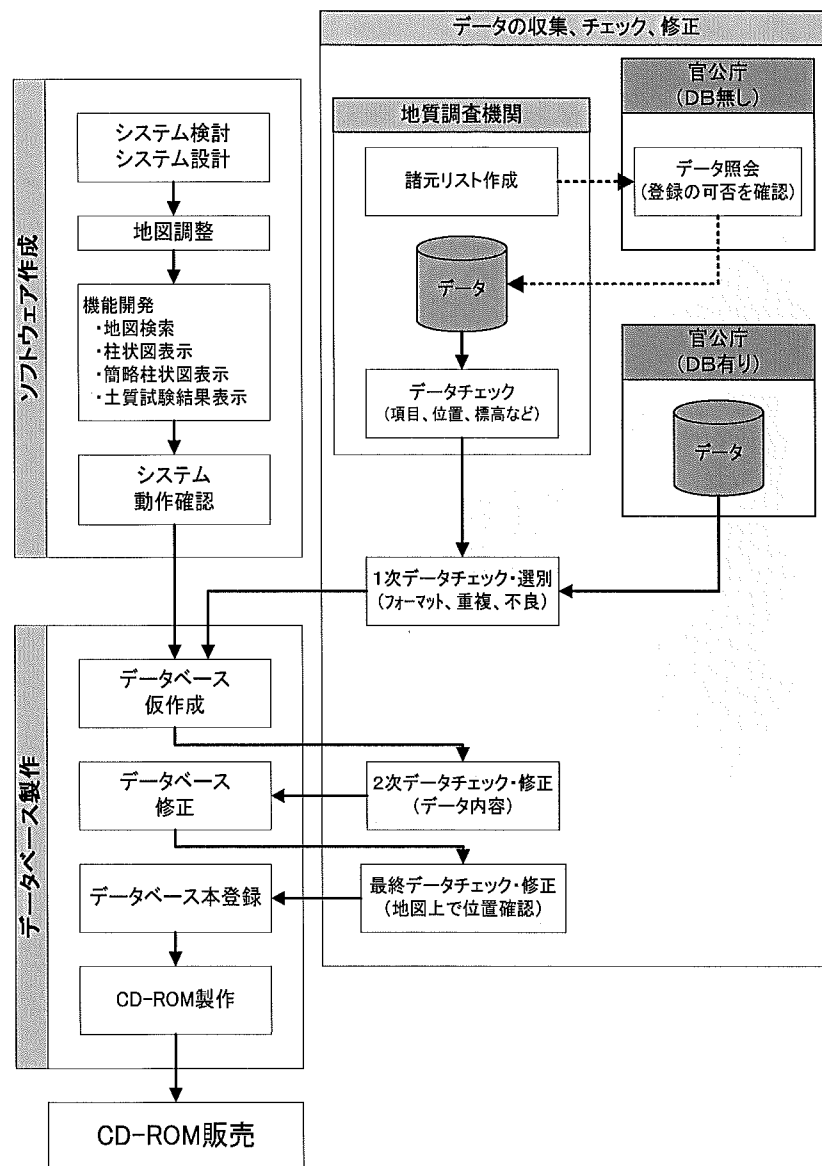 データの収集、チェック、修正
官公庁
(DB無し)
地質調査機関
システム検討
システム設計
諸元リスト作成
データ照会
(登録の可否を確認)
地図調整
データ
機能開発
・地図検索
・柱状図表示
・簡略柱状図表示
・土質試験結果表示
官公庁
(DB有り)
データチェック
(項目、位置、標高など)
データ
システム
動作確認
ソフトウェア作成
1次データチェック・選別
(フォーマット、重複、不良)
データベース
仮作成
データベース
修正
2次データチェック・修正
(データ内容)
データベース本登録
最終データチェック・修正
(地図上で位置確認)
データベース製作
CD-ROM製作
CD-ROM販売